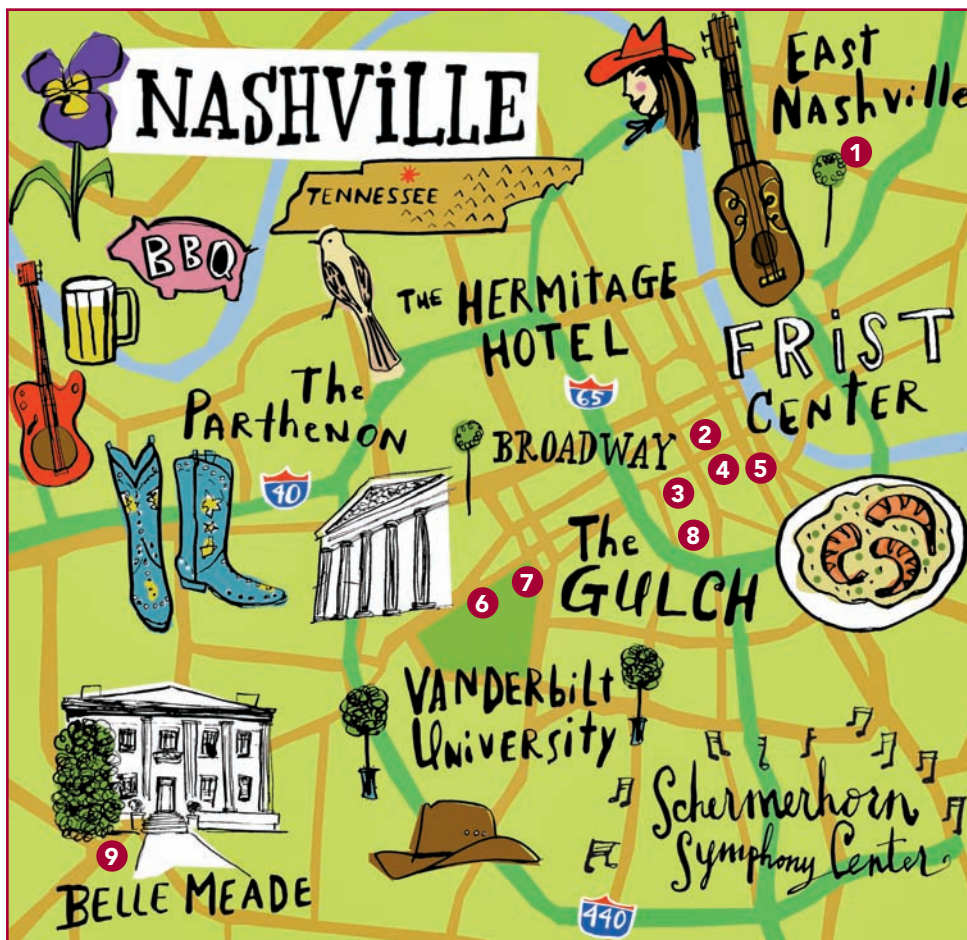 NASHVILLE
EAST
Nashville
1
TENNESSEE
BBQ
THE HERMITAGE
HOTEL
FRIST
CENTER
65
The
PARTHENON
BROADWAY
2
4
5
3
40
8
The
GULCH
7
6
VANDERBILT
UNIVERSITY
Schermerhorn
Symphony Center
9
BELLE MEADE
440